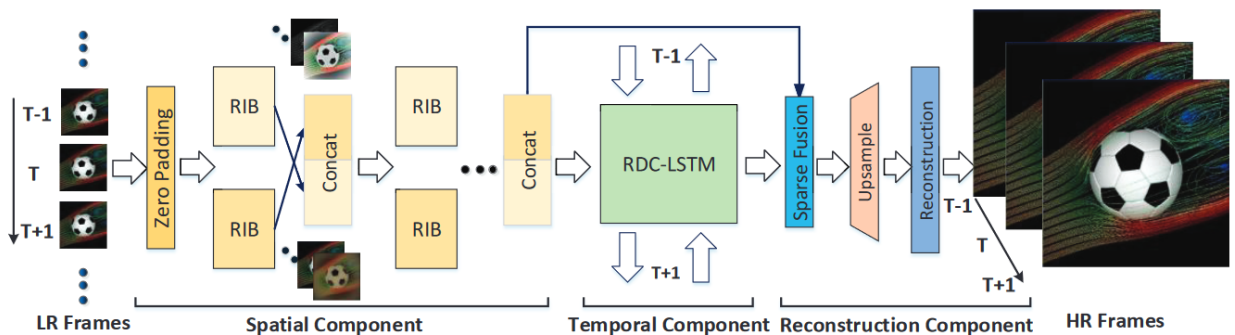 T-1
T
T+1
LR Frames
Zero Padding
RIB
RIB
Concat
RIB
RIB
Concat
Spatial Component
T-1
RDC-LSTM
T+1
Temporal Component
Sparse Fusion
Upsample
Reconstruction
Reconstruction Component
T-1
T
T+1
HR Frames